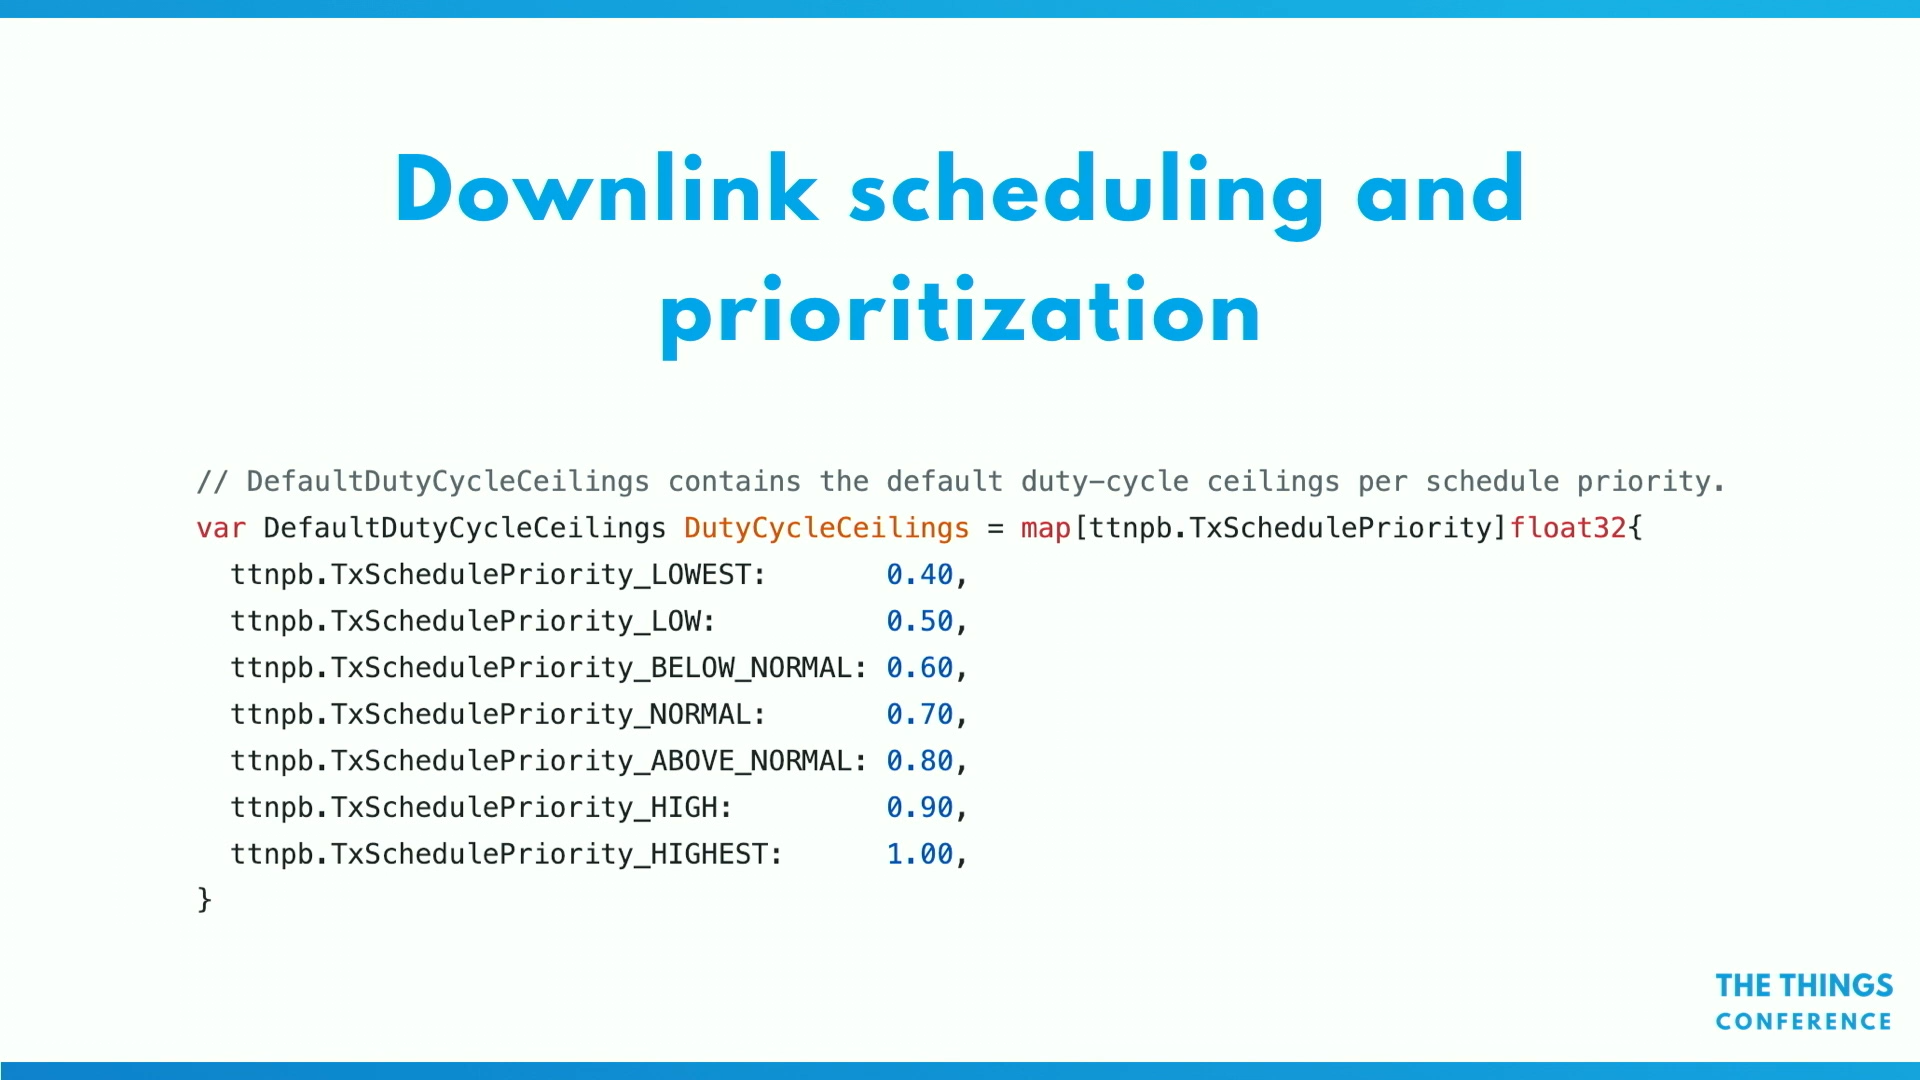 Downlink scheduling and
prioritization
// DefaultDutyCycleCeilings contains the default duty-cycle ceilings per schedule priority.
var DefaultDutyCycleCeilings DutyCycleCeilings = map[ttnpb.TxSchedulePriority]float32{
  ttnpb.TxSchedulePriority_LOWEST:       0.40,
  ttnpb.TxSchedulePriority_LOW:          0.50,
  ttnpb.TxSchedulePriority_BELOW_NORMAL: 0.60,
  ttnpb.TxSchedulePriority_NORMAL:       0.70,
  ttnpb.TxSchedulePriority_ABOVE_NORMAL: 0.80,
  ttnpb.TxSchedulePriority_HIGH:         0.90,
  ttnpb.TxSchedulePriority_HIGHEST:      1.00,
}
THE THINGS
CONFERENCE